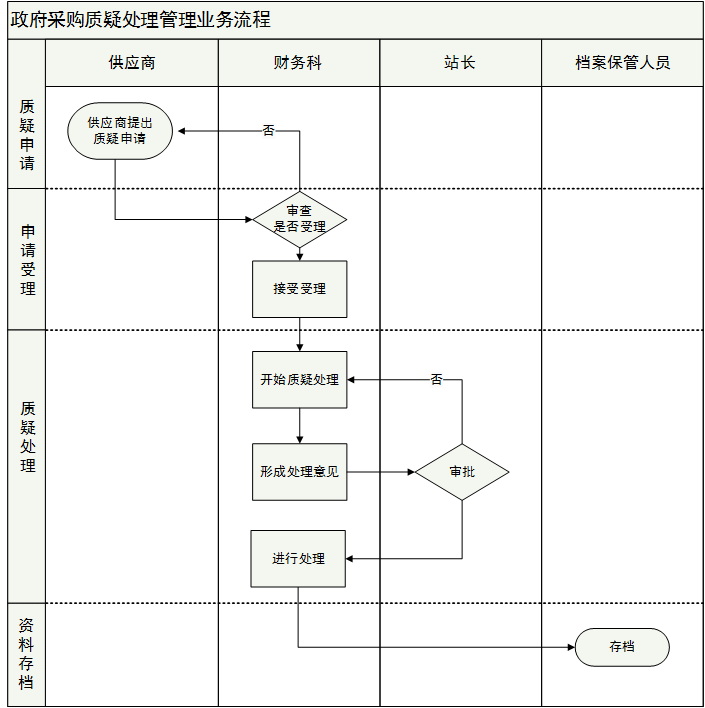 政府采购质疑处理管理业务流程
供应商
财务科
站长
档案保管人员
质疑申请
供应商提出
质疑申请
否
申请受理
审查
是否受理
接受受理
质疑处理
开始质疑处理
否
形成处理意见
审批
进行处理
资料存档
存档